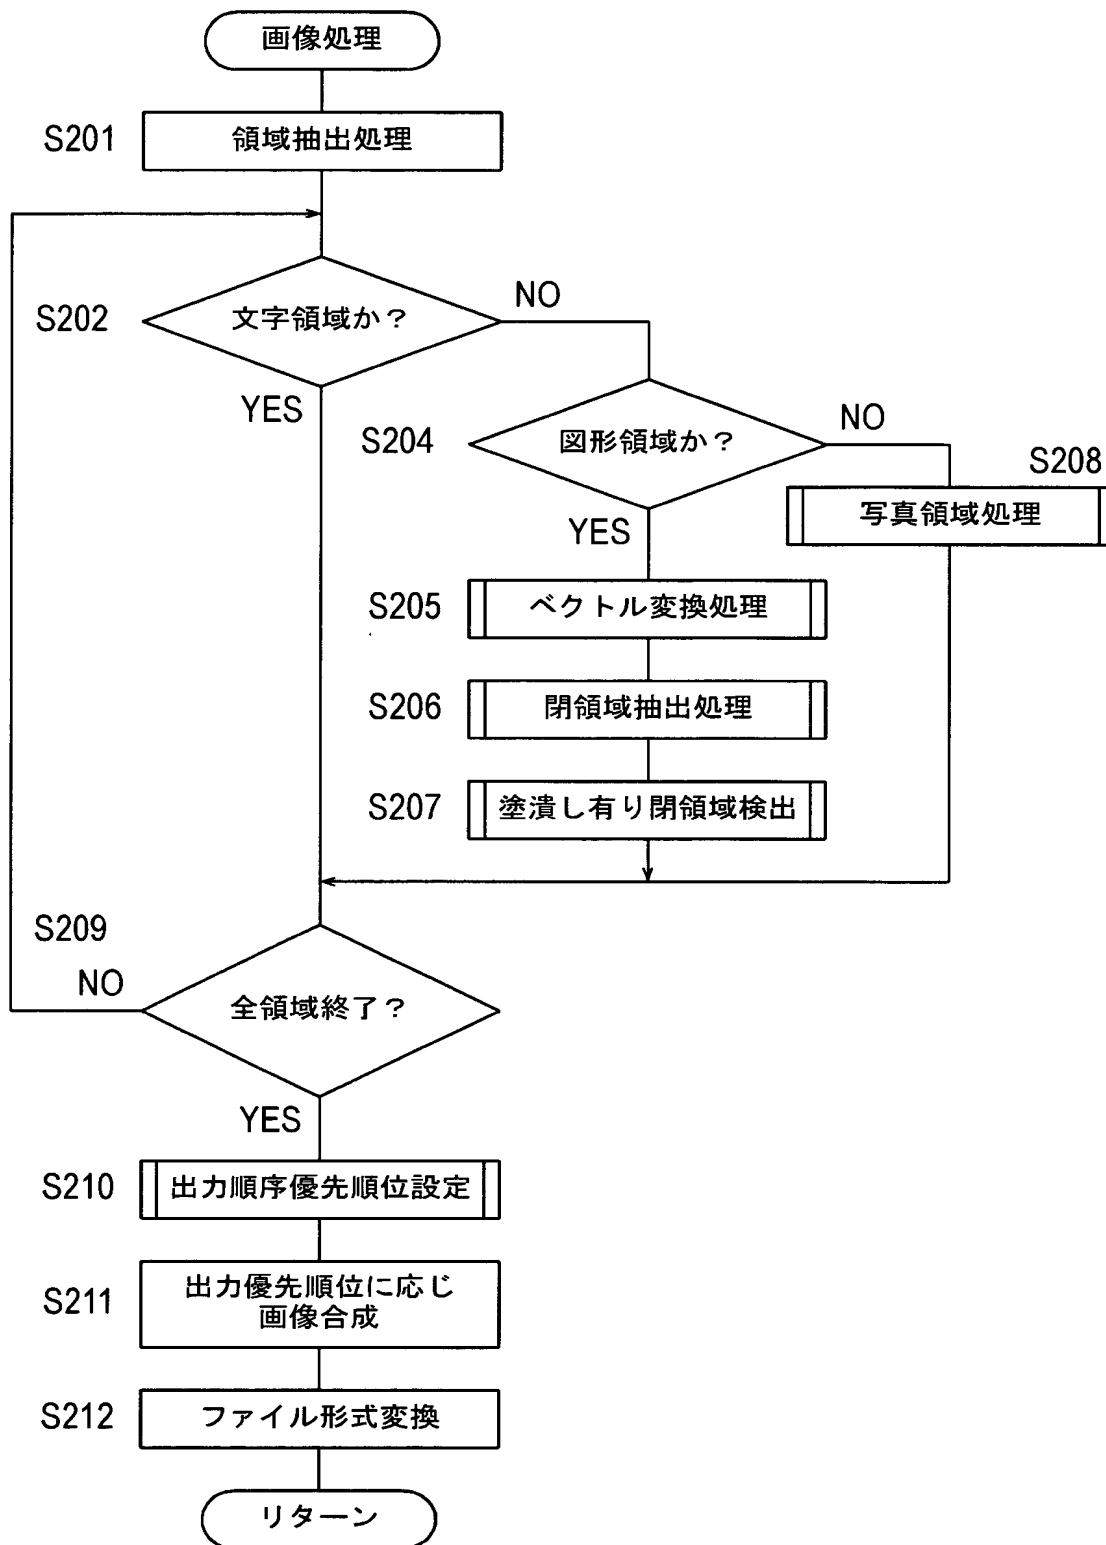 画像処理
S201
領域抽出処理
S202
文字領域か？
NO
YES
S204
図形領域か？
NO
YES
S208
写真領域処理
S205
ベクトル変換処理
S206
閉領域抽出処理
S207
塗潰し有り閉領域検出
S209
NO
全領域終了？
YES
S210
出力順序優先順位設定
S211
出力優先順位に応じ
画像合成
S212
ファイル形式変換
リターン